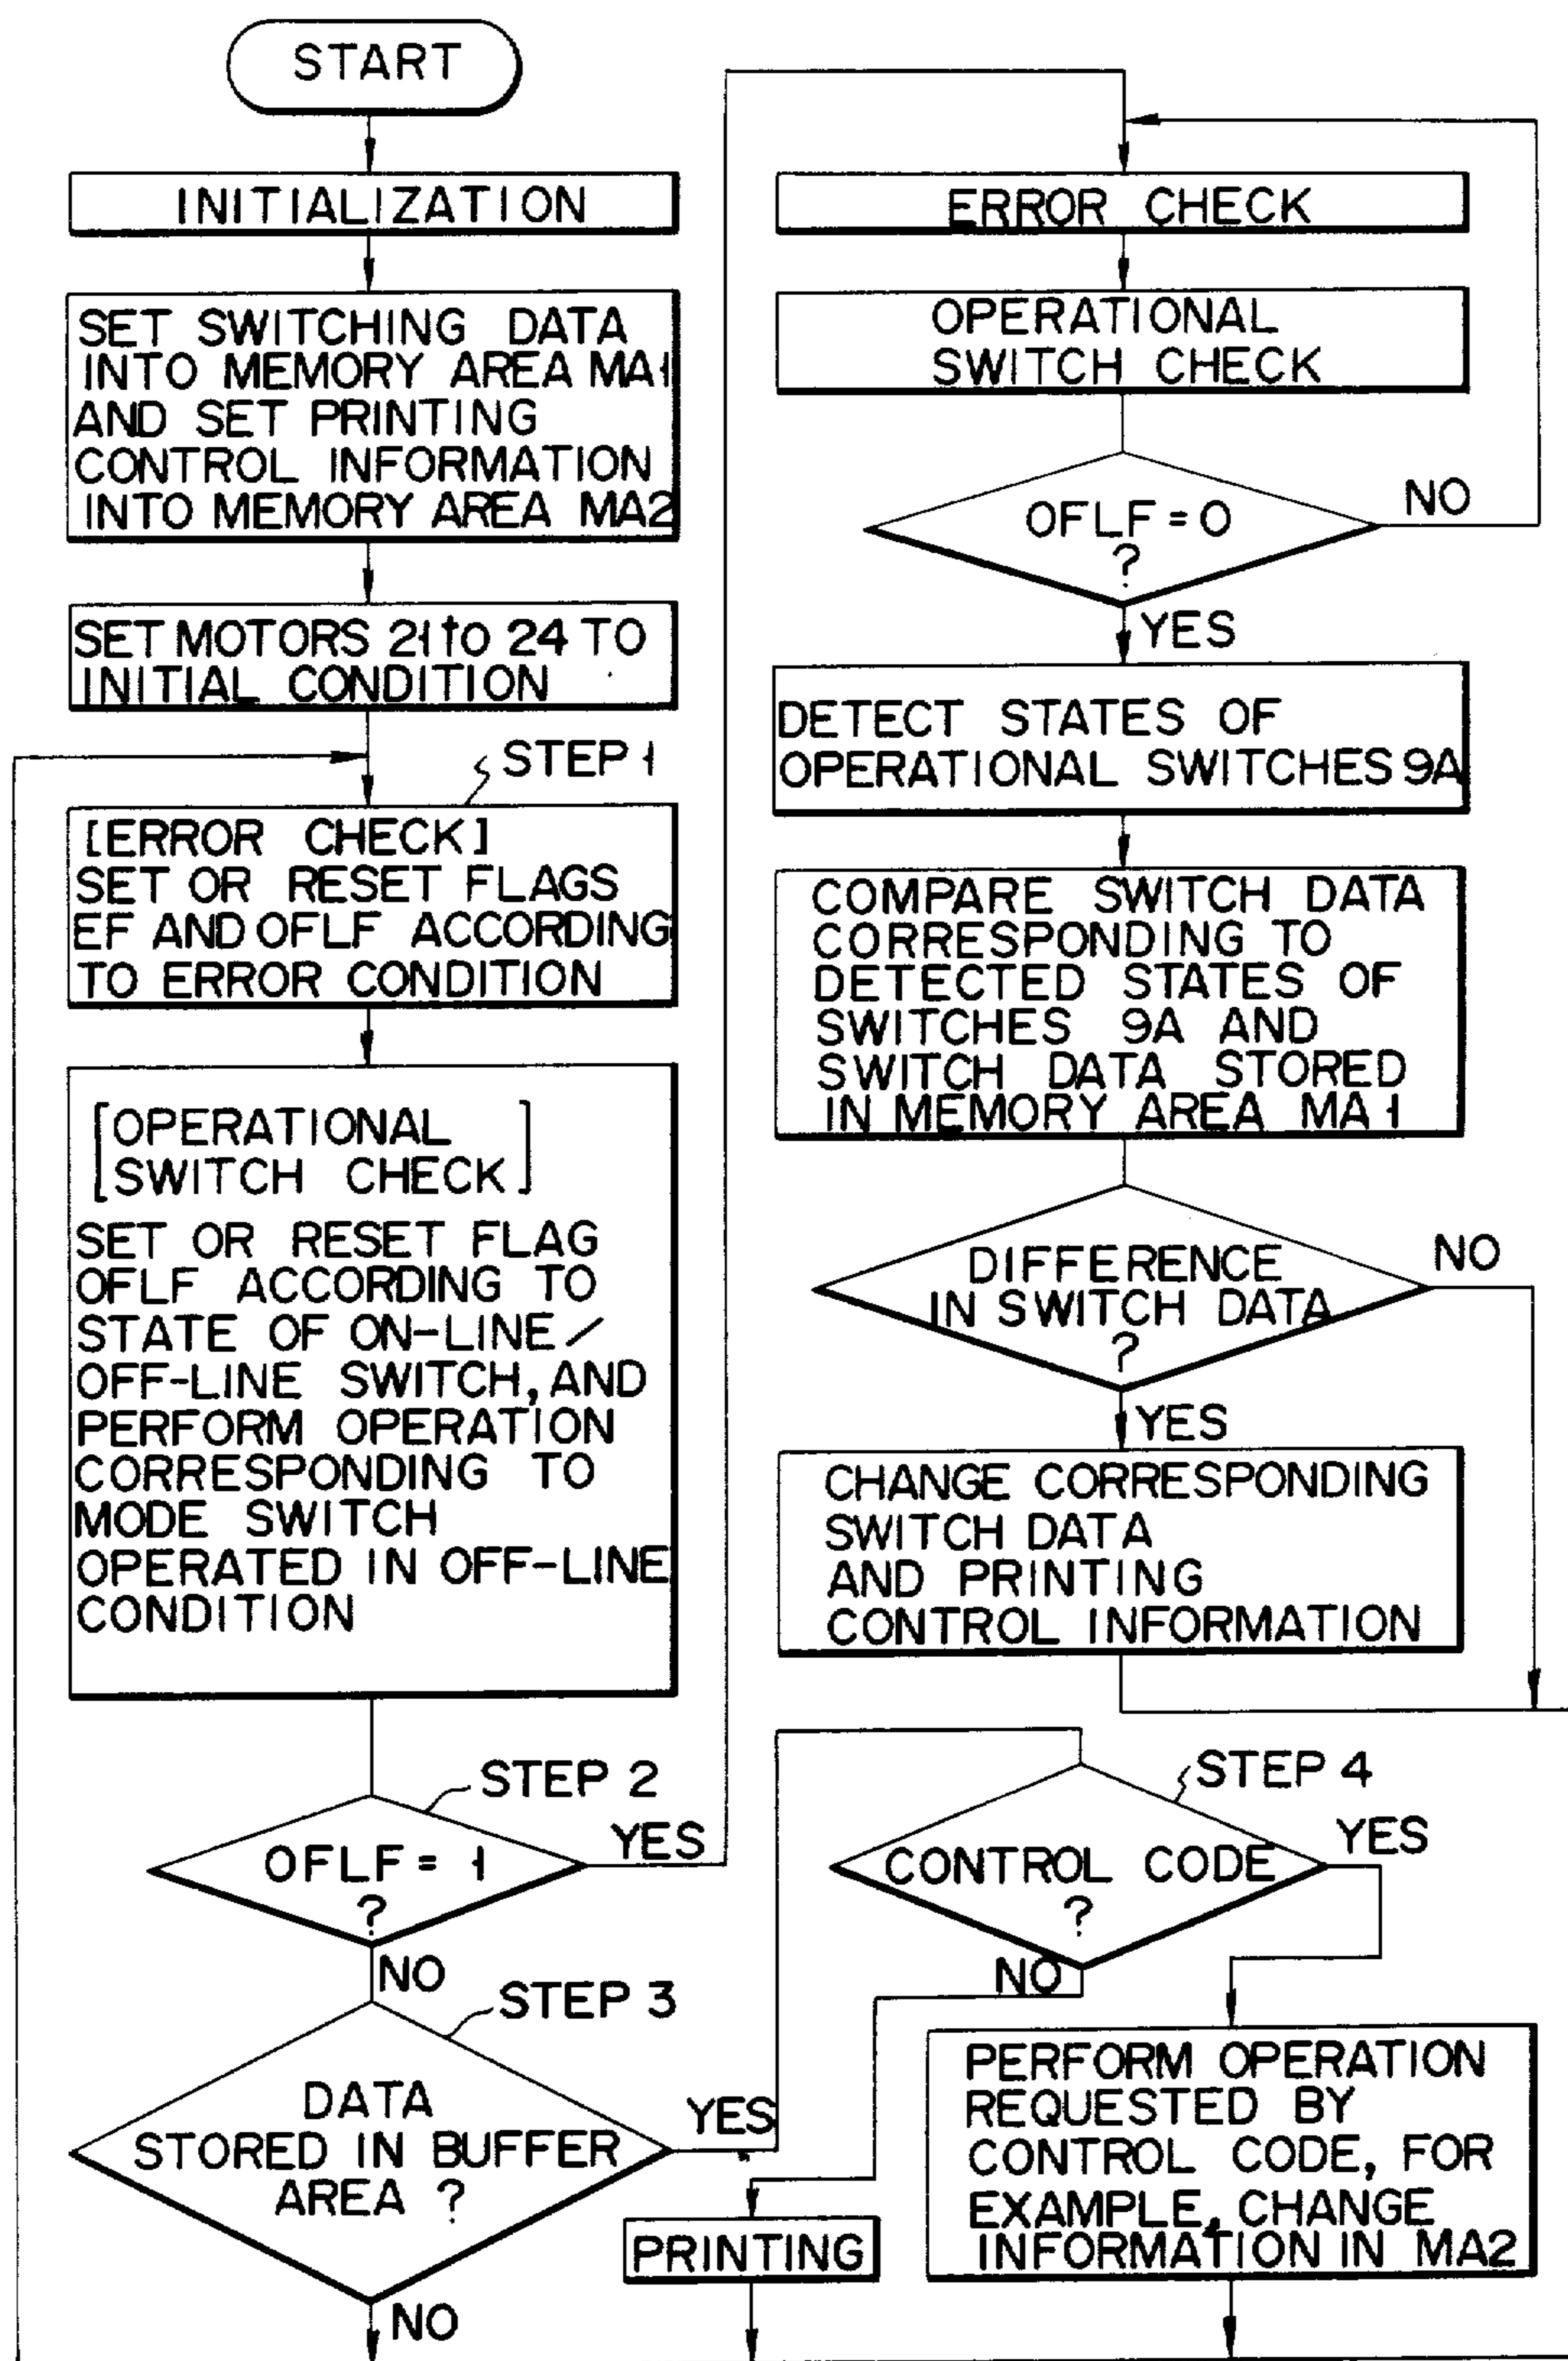 START
INITIALIZATION
SET SWITCHING DATA
INTO MEMORY AREA MA1
AND SET PRINTING
CONTROL INFORMATION
INTO MEMORY AREA MA2
SET MOTORS 21 to 24 TO
INITIAL CONDITION
STEP 1
[ERROR CHECK]
SET OR RESET FLAGS
EF AND OFLF ACCORDING
TO ERROR CONDITION
[OPERATIONAL
SWITCH CHECK]
SET OR RESET FLAG
OFLF ACCORDING TO
STATE OF ON-LINE/
OFF-LINE SWITCH, AND
PERFORM OPERATION
CORRESPONDING TO
MODE SWITCH
OPERATED IN OFF-LINE
CONDITION
STEP 2
OFLF = 1
?
YES
NO
STEP 3
DATA
STORED IN BUFFER
AREA ?
YES
NO
ERROR CHECK
OPERATIONAL
SWITCH CHECK
OFLF = 0
?
NO
YES
DETECT STATES OF
OPERATIONAL SWITCHES 9A
COMPARE SWITCH DATA
CORRESPONDING TO
DETECTED STATES OF
SWITCHES 9A AND
SWITCH DATA STORED
IN MEMORY AREA MA1
DIFFERENCE
IN SWITCH DATA
?
NO
YES
CHANGE CORRESPONDING
SWITCH DATA
AND PRINTING
CONTROL INFORMATION
STEP 4
CONTROL CODE
?
YES
NO
PERFORM OPERATION
REQUESTED BY
CONTROL CODE, FOR
EXAMPLE, CHANGE
INFORMATION IN MA2
PRINTING